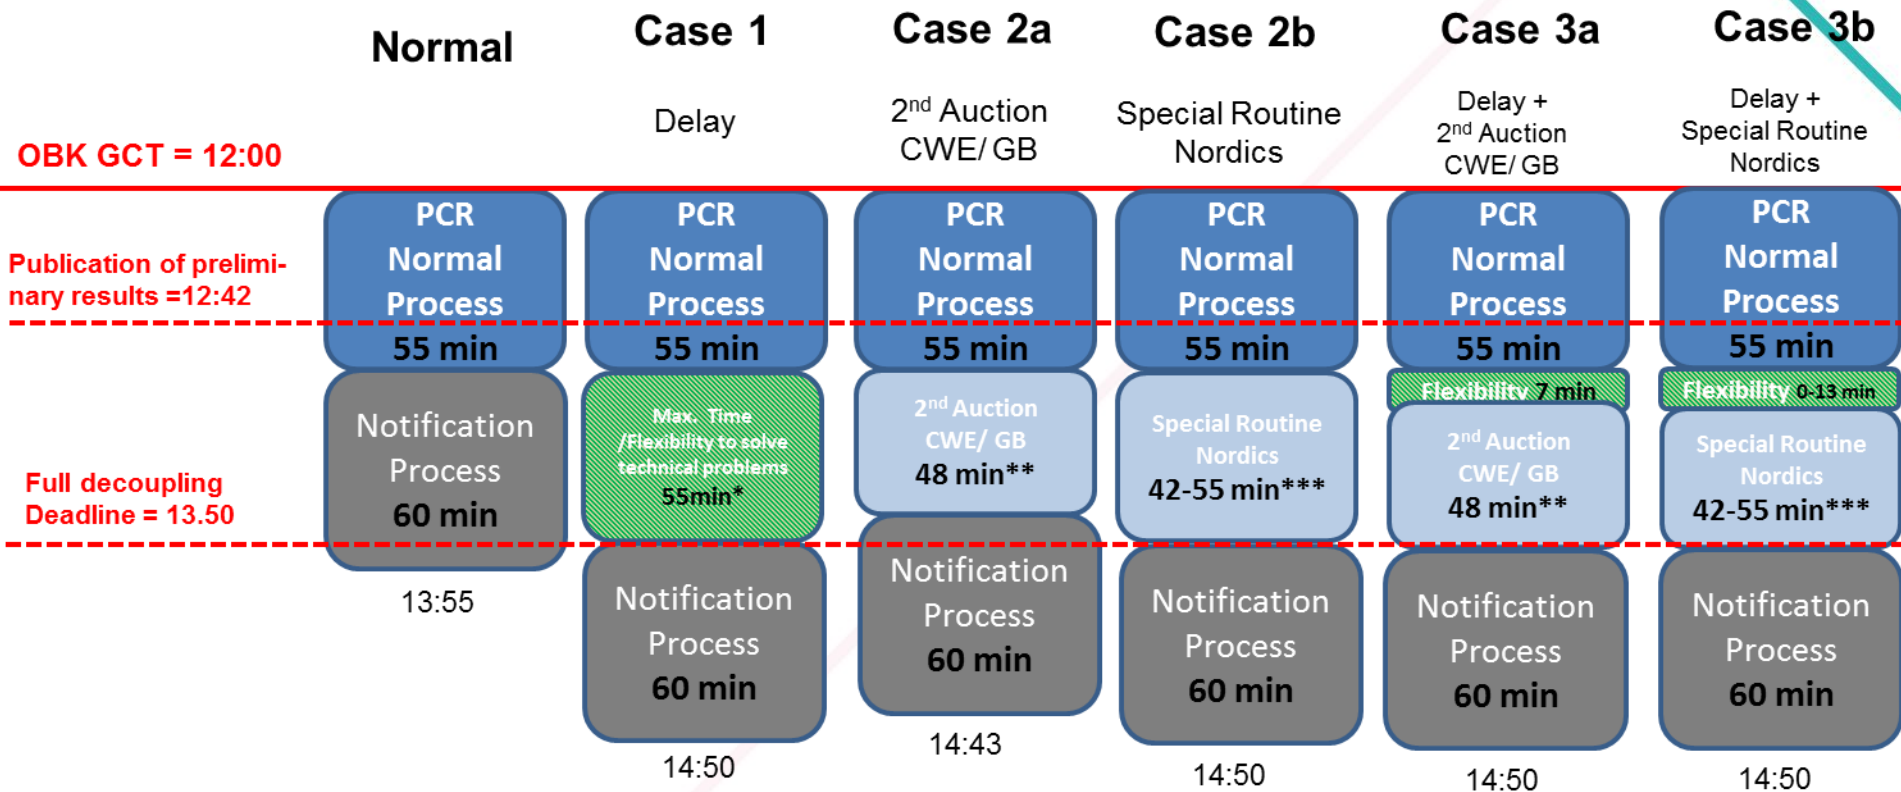 Normal
Case 1
Case 2a
Case 2b
Case 3a
Case 3b
Delay
2nd Auction
CWE/ GB
Special Routine
Nordics
Delay +
2nd Auction
CWE/ GB
Delay +
Special Routine
Nordics
OBK GCT = 12:00
Publication of prelimi-
nary results =12:42
Full decoupling
Deadline = 13.50
PCR
Normal
Process
55 min
Notification
Process
60 min
13:55
PCR
Normal
Process
55 min
Max. Time
/Flexibility to solve
technical problems
55min*
Notification
Process
60 min
14:50
PCR
Normal
Process
55 min
2nd Auction
CWE/ GB
48 min**
Notification
Process
60 min
14:43
PCR
Normal
Process
55 min
Special Routine
Nordics
42-55 min***
Notification
Process
60 min
14:50
PCR
Normal
Process
55 min
Flexibility 7 min
2nd Auction
CWE/ GB
48 min**
Notification
Process
60 min
14:50
PCR
Normal
Process
55 min
Flexibility 0-13 min
Special Routine
Nordics
42-55 min***
Notification
Process
60 min
14:50